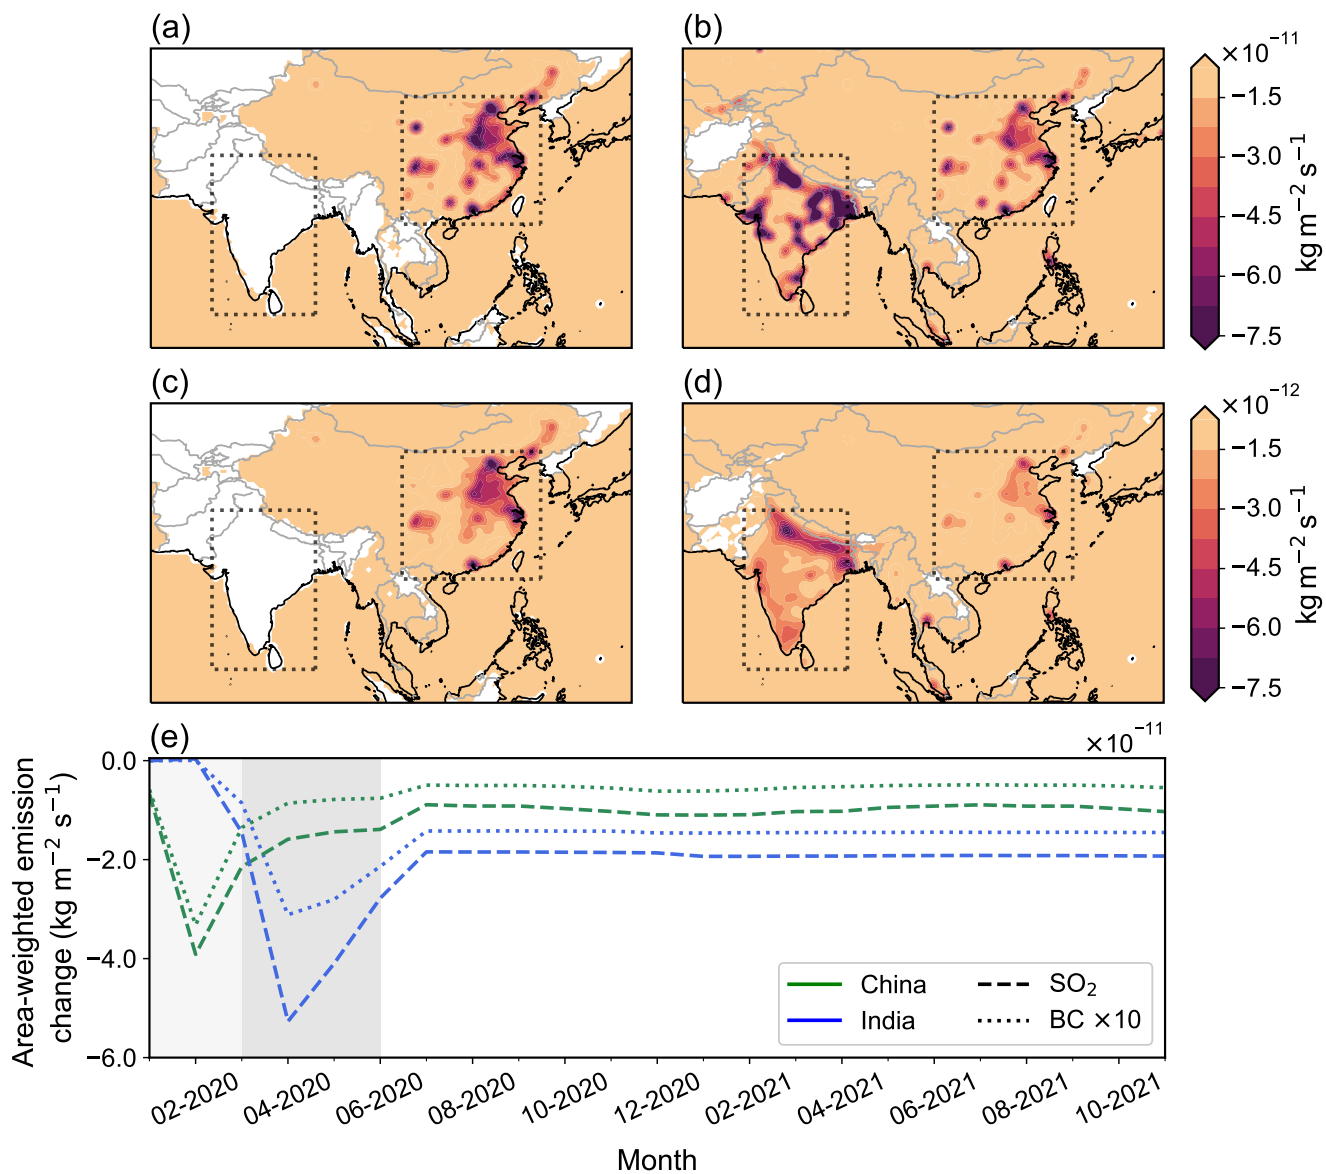 (a)
(b)
×10⁻¹¹
−1.5
−3.0
−4.5
−6.0
−7.5
kg m⁻² s⁻¹
(c)
(d)
×10⁻¹²
−1.5
−3.0
−4.5
−6.0
−7.5
kg m⁻² s⁻¹
(e)
×10⁻¹¹
Area-weighted emission
change (kg m⁻² s⁻¹)
0.0
−2.0
−4.0
−6.0
China
India
SO₂
BC ×10
02-2020
04-2020
06-2020
08-2020
10-2020
12-2020
02-2021
04-2021
06-2021
08-2021
10-2021
Month